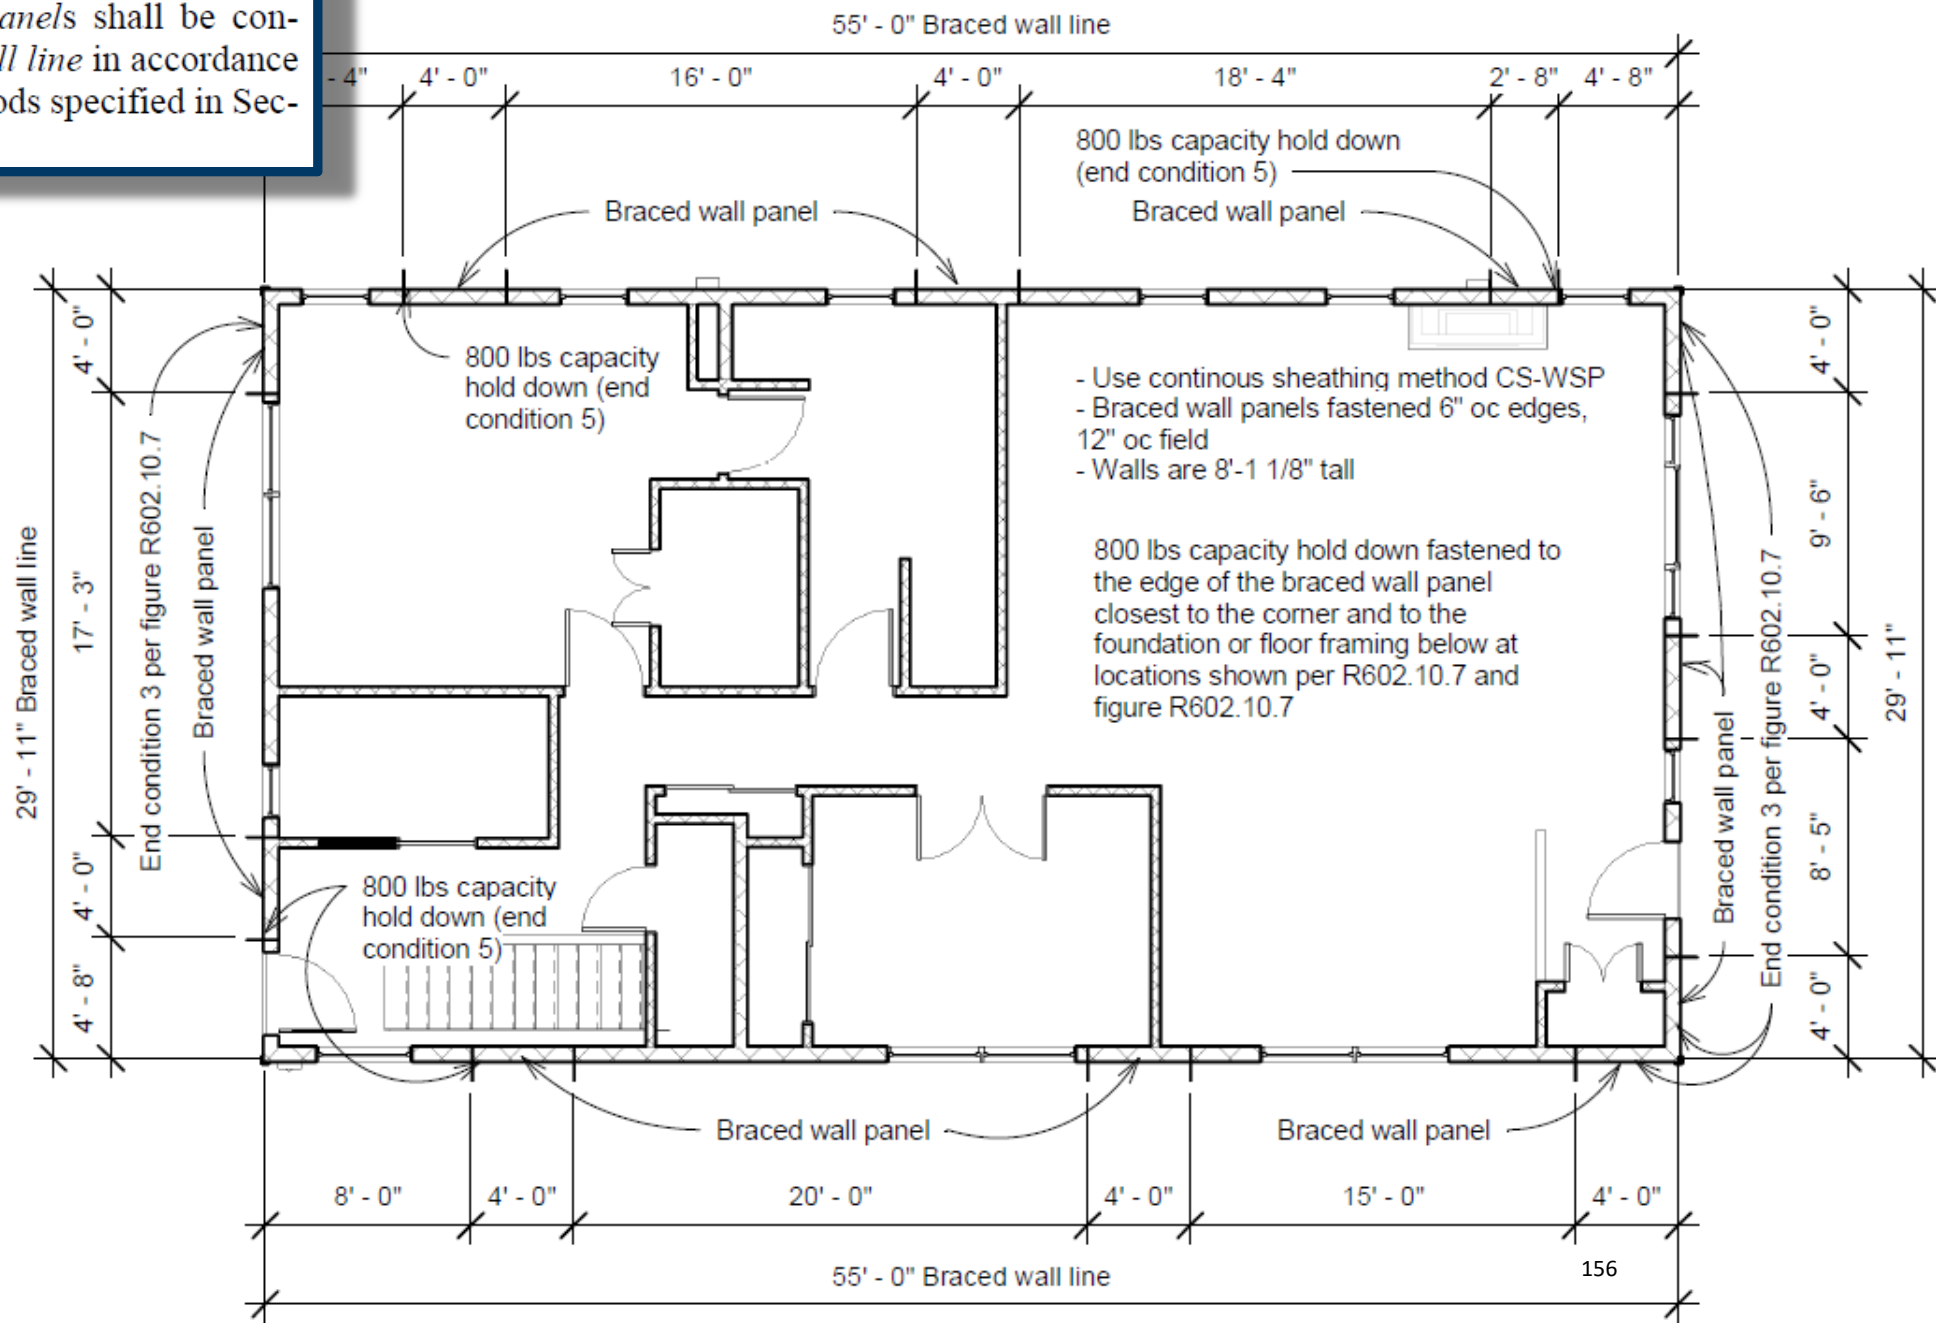 anels shall be con-
ll line in accordance
ods specified in Sec-
55' - 0" Braced wall line
- 4"
4' - 0"
16' - 0"
4' - 0"
18' - 4"
2' - 8"
4' - 8"
800 lbs capacity hold down
(end condition 5)
Braced wall panel
Braced wall panel
4' - 0"
17' - 3"
4' - 0"
4' - 8"
29' - 11" Braced wall line
End condition 3 per figure R602.10.7
Braced wall panel
800 lbs capacity
hold down (end
condition 5)
- Use continous sheathing method CS-WSP
- Braced wall panels fastened 6" oc edges,
12" oc field
- Walls are 8'-1 1/8" tall
800 lbs capacity hold down fastened to
the edge of the braced wall panel
closest to the corner and to the
foundation or floor framing below at
locations shown per R602.10.7 and
figure R602.10.7
800 lbs capacity
hold down (end
condition 5)
Braced wall panel
End condition 3 per figure R602.10.7
4' - 0"
9' - 6"
4' - 0"
8' - 5"
4' - 0"
29' - 11"
Braced wall panel
Braced wall panel
8' - 0"
4' - 0"
20' - 0"
4' - 0"
15' - 0"
4' - 0"
55' - 0" Braced wall line
156